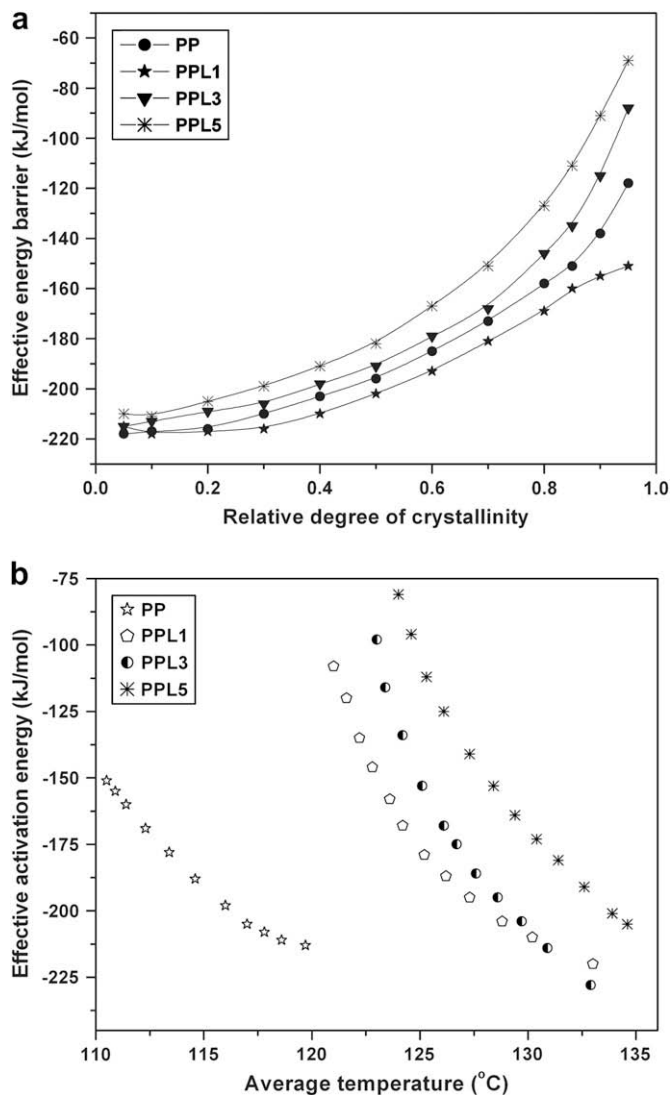 a
-60
-80
-100
-120
-140
-160
-180
-200
-220
PP
PPL1
PPL3
PPL5
Effective energy barrier (kJ/mol)
0.0 0.2 0.4 0.6 0.8 1.0
Relative degree of crystallinity
b
-75
-100
-125
-150
-175
-200
-225
PP
PPL1
PPL3
PPL5
Effective activation energy (kJ/mol)
110 115 120 125 130 135
Average temperature (°C)